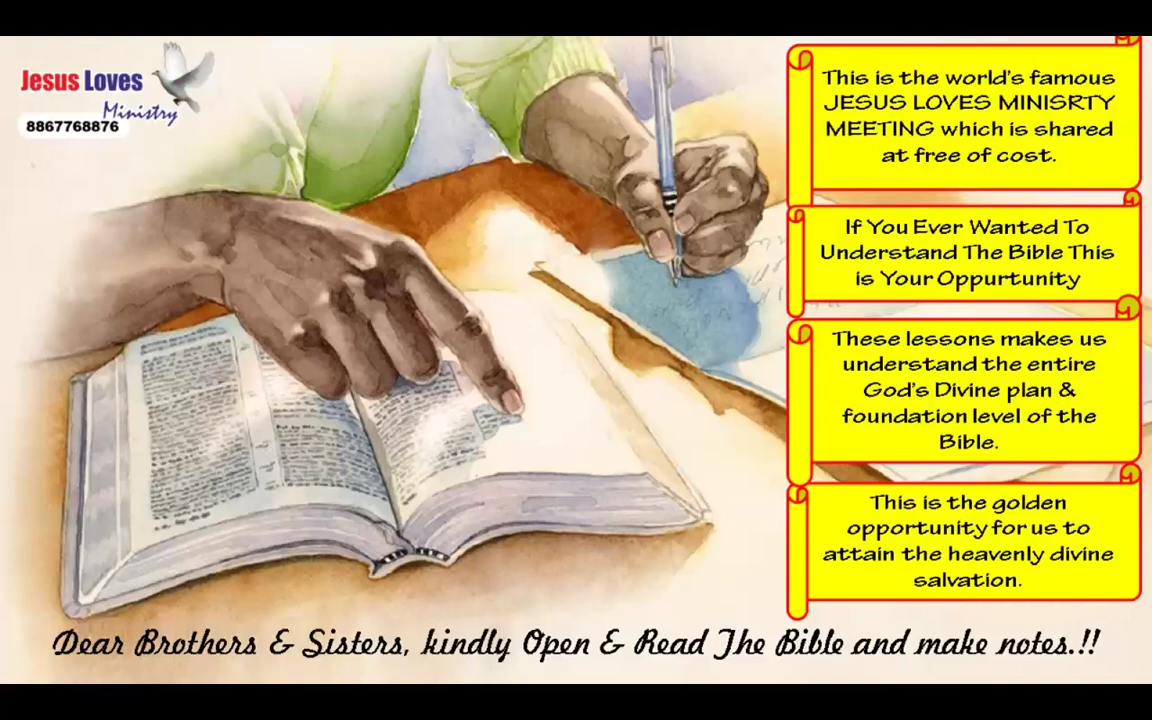 Jesus Loves
Ministry
8867768876
This is the world's famous
JESUS LOVES MINISRTY
MEETING which is shared
at free of cost.
If You Ever Wanted To
Understand The Bible This
is Your Oppurtunity
These lessons makes us
understand the entire
God's Divine plan &
foundation level of the
Bible.
This is the golden
opportunity for us to
attain the heavenly divine
salvation.
Dear Brothers & Sisters, kindly Open & Read The Bible and make notes.!!